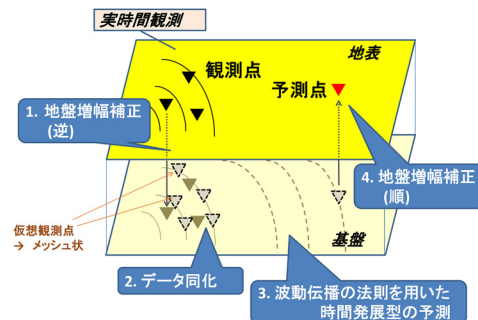 実時間観測
地表
観測点
予測点
1. 地盤増幅補正
(逆)
4. 地盤増幅補正
(順)
仮想観測点
→ メッシュ状
基盤
2. データ同化
3. 波動伝播の法則を用いた
時間発展型の予測